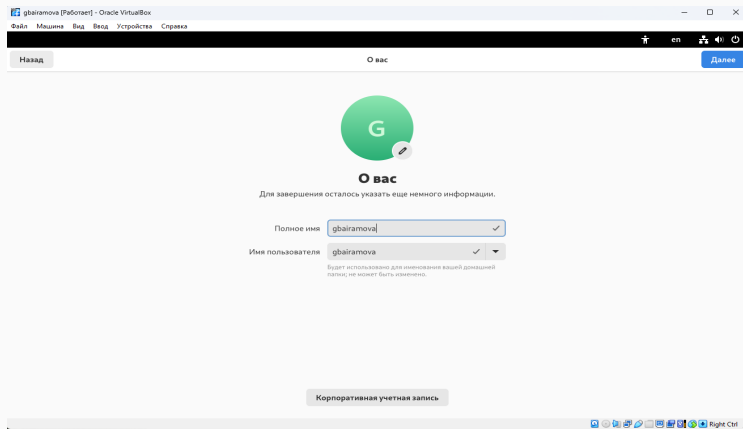 gbairamova [Работает] - Oracle VirtualBox
Файл Машина Вид Ввод Устройства Справка
en
Назад
О вас
Далее
G
О вас
Для завершения осталось указать еще немного информации.
Полное имя gbairamova
Имя пользователя gbairamova
Будет использовано для именования вашей домашней
папки; не может быть изменено.
Корпоративная учетная запись
Right Ctrl